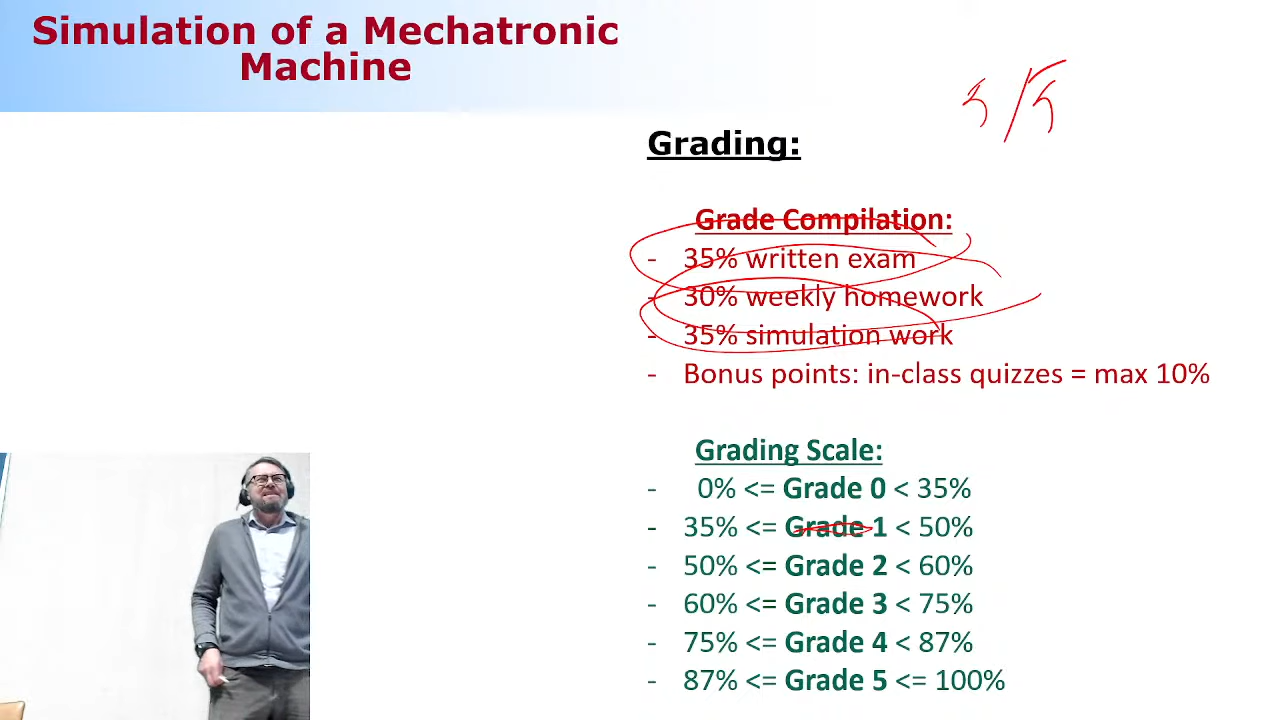 Simulation of a Mechatronic
Machine
5/5
Grading:
Grade Compilation:
- 35% written exam
- 30% weekly homework
- 35% simulation work
- Bonus points: in-class quizzes = max 10%
Grading Scale:
- 0% <= Grade 0 < 35%
- 35% <= Grade 1 < 50%
- 50% <= Grade 2 < 60%
- 60% <= Grade 3 < 75%
- 75% <= Grade 4 < 87%
- 87% <= Grade 5 <= 100%